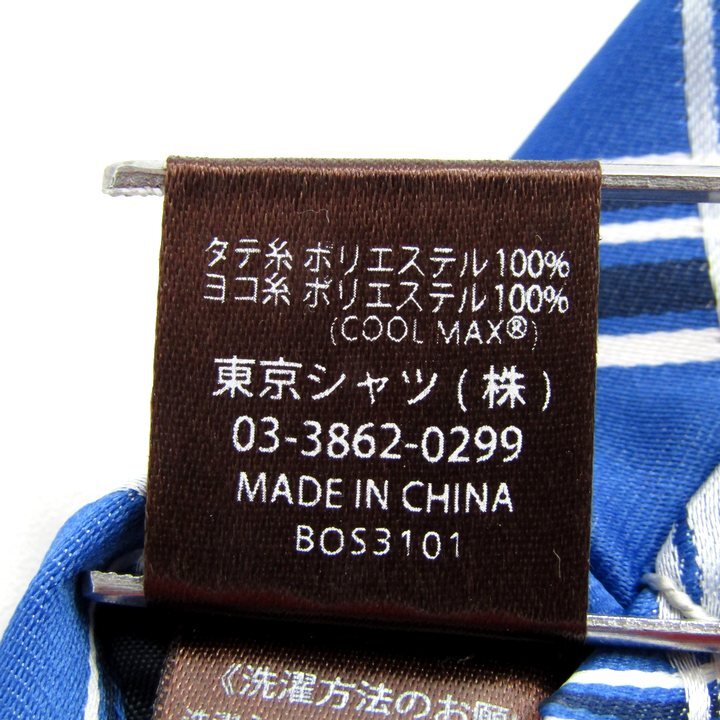 タテ糸 ポリエステル100%
ヨコ糸 ポリエステル100%
(COOL MAX®)
東京シャツ(株)
03-3862-0299
MADE IN CHINA
BOS3101
《洗濯方法のお願